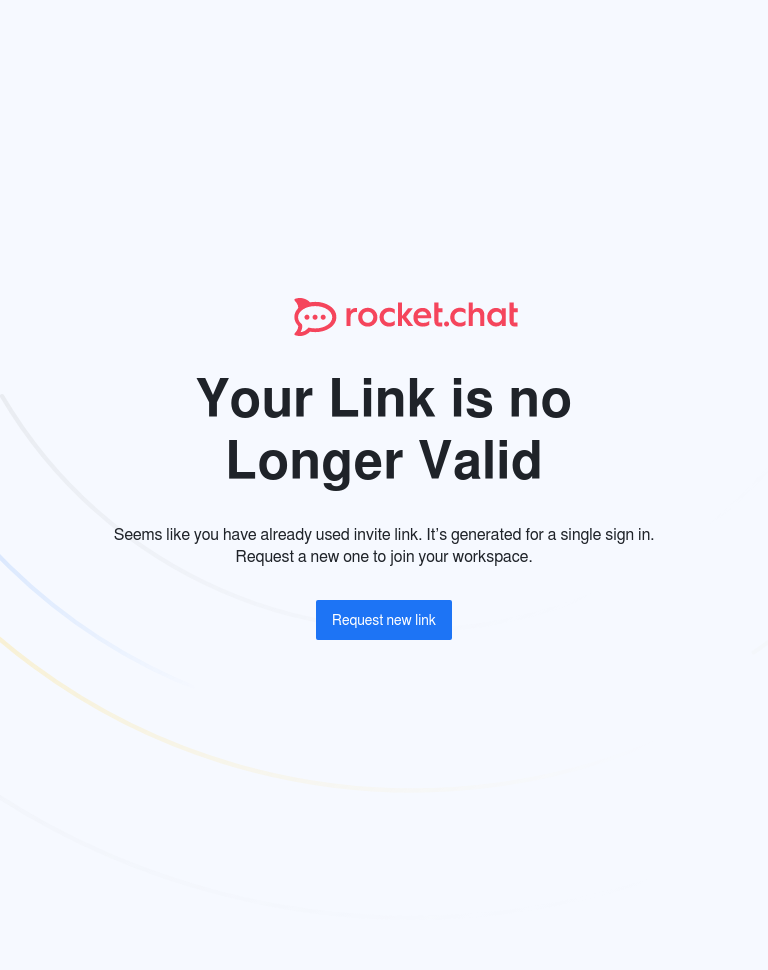 rocket.chat
Your Link is no
Longer Valid
Seems like you have already used invite link. It’s generated for a single sign in.
Request a new one to join your workspace.
Request new link